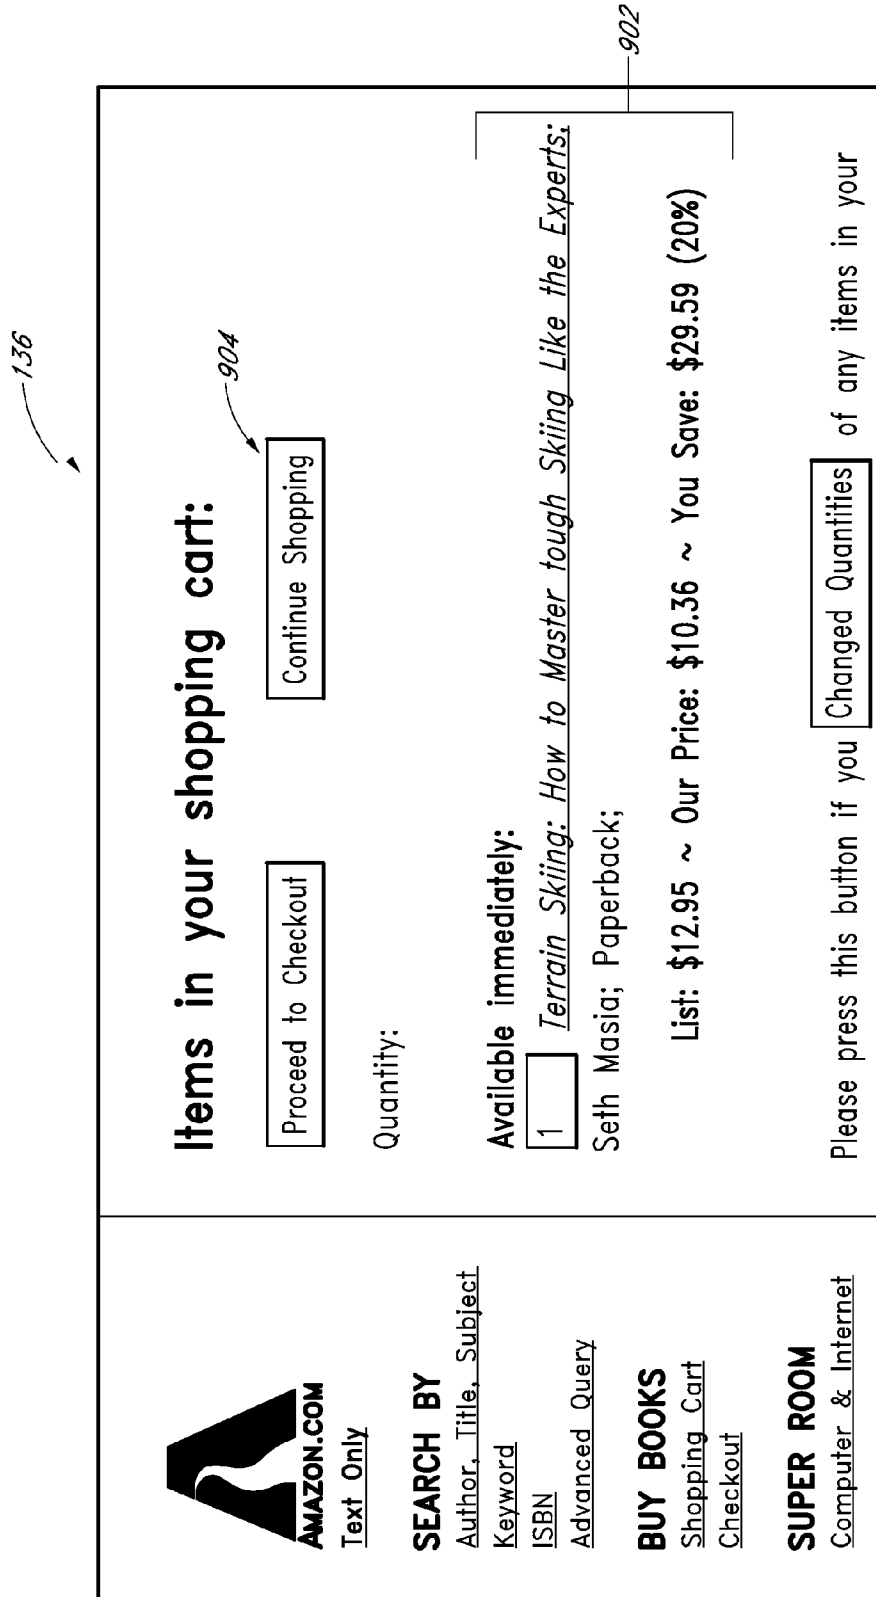 136
AMAZON.COM
Text Only
SEARCH BY
Author, Title, Subject
Keyword
ISBN
Advanced Query
BUY BOOKS
Shopping Cart
Checkout
SUPER ROOM
Computer & Internet
Items in your shopping cart:
904
Proceed to Checkout
Continue Shopping
Quantity:
Available immediately:
1 Terrain Skiing: How to Master tough Skiing Like the Experts;
Seth Masia; Paperback;
902
List: $12.95 ~ Our Price: $10.36 ~ You Save: $29.59 (20%)
Please press this button if you Changed Quantities of any items in your